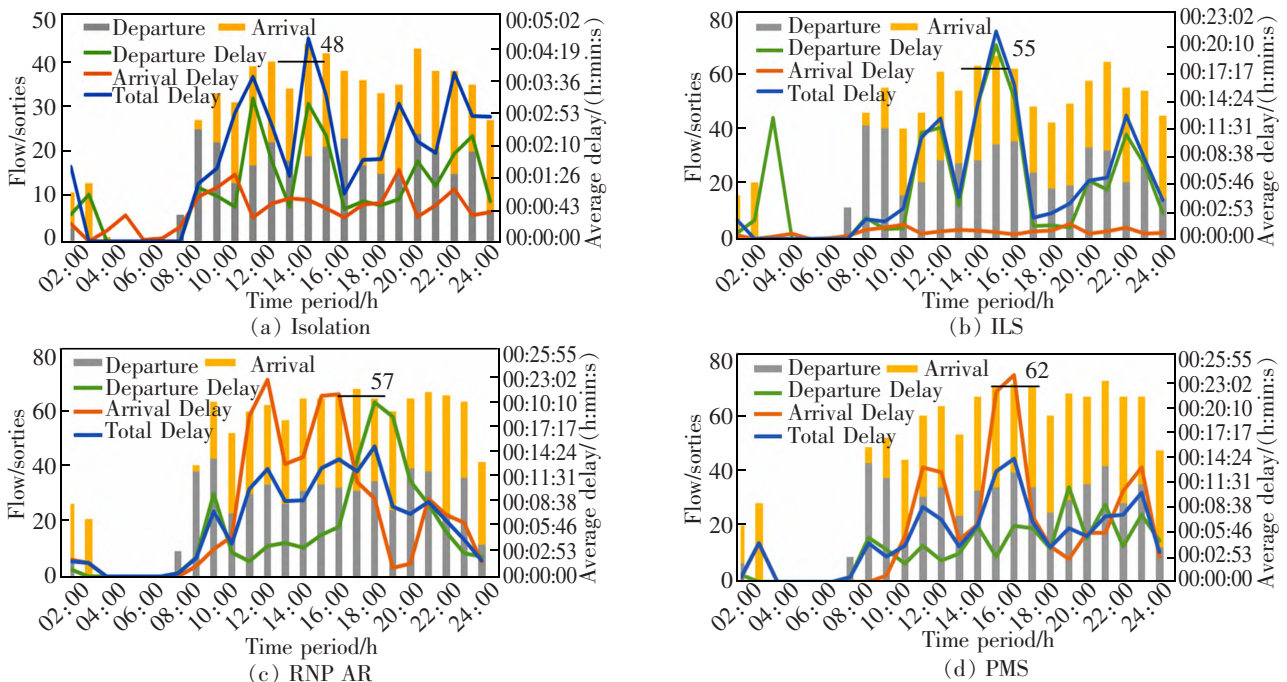 Departure Arrival
Departure Delay
Arrival Delay
Total Delay
48
Flow/sorties
50
40
30
20
10
0
00:05:02
00:04:19
00:03:36
00:02:53
00:02:10
00:01:26
00:00:43
00:00:00
Average delay/(h:min:s)
02:00 04:00 06:00 08:00 10:00 12:00 14:00 16:00 18:00 20:00 22:00 24:00
Time period/h
(a) Isolation
Departure Arrival
Departure Delay
Arrival Delay
Total Delay
55
Flow/sorties
80
60
40
20
0
00:23:02
00:20:10
00:17:17
00:14:24
00:11:31
00:08:38
00:05:46
00:02:53
00:00:00
Average delay/(h:min:s)
02:00 04:00 06:00 08:00 10:00 12:00 14:00 16:00 18:00 20:00 22:00 24:00
Time period/h
(b) ILS
Departure Arrival
Departure Delay
Arrival Delay
Total Delay
57
Flow/sorties
80
60
40
20
0
00:25:55
00:23:02
00:10:10
00:17:17
00:14:24
00:11:31
00:08:38
00:05:46
00:02:53
00:00:00
Average delay/(h:min:s)
02:00 04:00 06:00 08:00 10:00 12:00 14:00 16:00 18:00 20:00 22:00 24:00
Time period/h
(c) RNP AR
Departure Arrival
Departure Delay
Arrival Delay
Total Delay
62
Flow/sorties
80
60
40
20
0
00:25:55
00:23:02
00:20:10
00:17:17
00:14:24
00:11:31
00:08:38
00:05:46
00:02:53
00:00:00
Average delay/(h:min:s)
02:00 04:00 06:00 08:00 10:00 12:00 14:00 16:00 18:00 20:00 22:00 24:00
Time period/h
(d) PMS